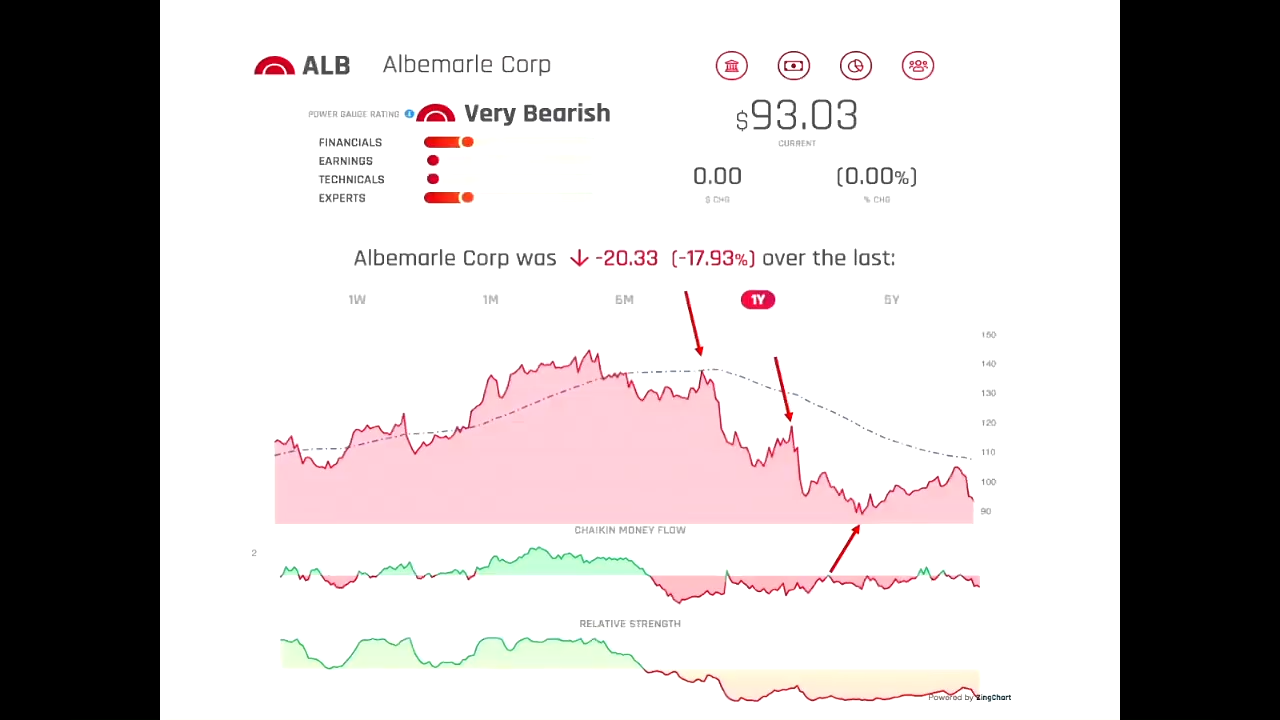 ALB Albemarle Corp
POWER GAUGE RATING i Very Bearish
$93.03
CURRENT
FINANCIALS
EARNINGS
TECHNICALS
EXPERTS
0.00 (0.00%)
$ CHG % CHG
Albemarle Corp was ↓ -20.33 (-17.93%) over the last:
1W 1M 6M 1Y 5Y
150
140
130
120
110
100
90
CHAIKIN MONEY FLOW
2
RELATIVE STRENGTH
Powered by ZingChart